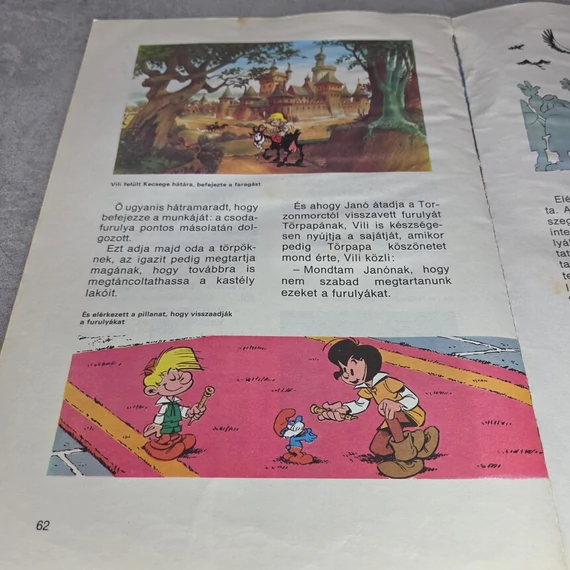 Vili felült Kecsege hátára, befejezte a faragást
Ő ugyanis hátramaradt, hogy
befejezze a munkáját: a csoda-
furulya pontos másolatán dol-
gozott.
Ezt adja majd oda a törpök-
nek, az igazit pedig megtartja
magának, hogy továbbra is
megtáncoltathassa a kastély
lakóit.
És elérkezett a pillanat, hogy visszaadják
a furulyákat
És ahogy Janó átadja a Tor-
zonmorctól visszavett furulyát
Törpapának, Vili is készsége-
sen nyújtja a sajátját, amikor
pedig Törpapa köszönetet
mond érte, Vili közli:
– Mondtam Janónak, hogy
nem szabad megtartanunk
ezeket a furulyákat.
62
ta. A
szeg
inte